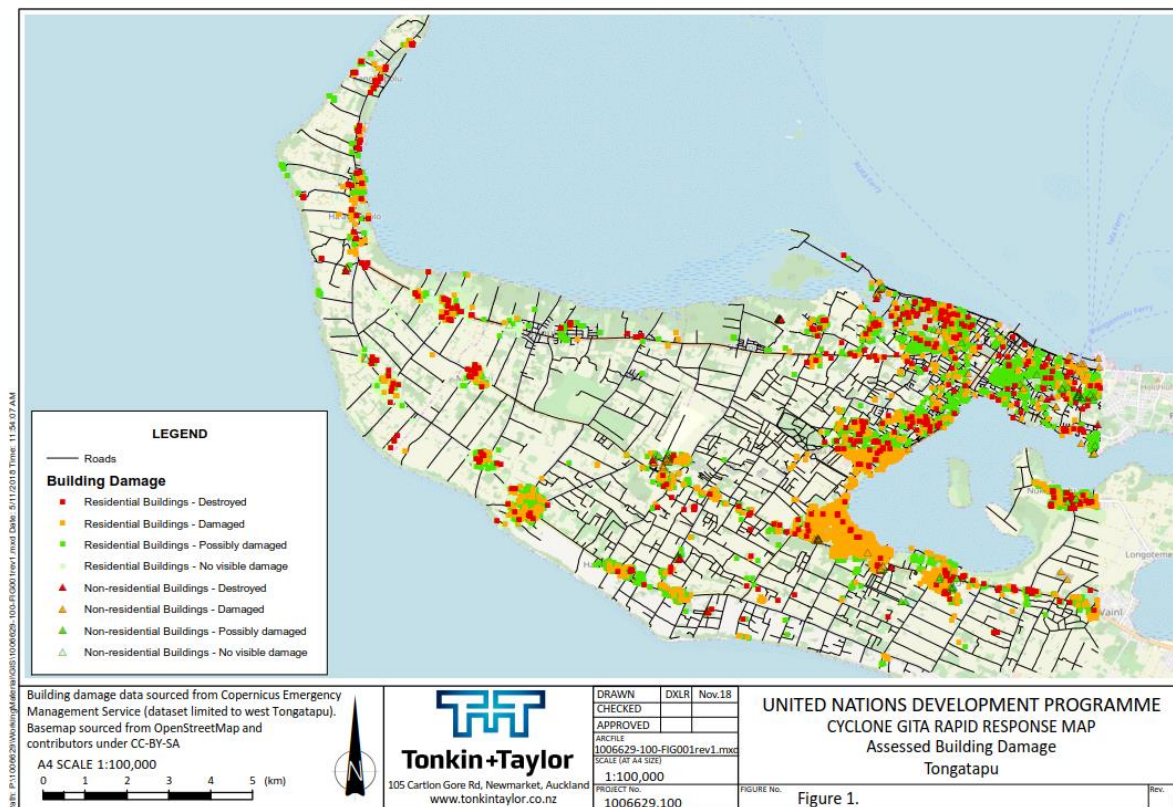 LEGEND
Roads
Building Damage
Residential Buildings - Destroyed
Residential Buildings - Damaged
Residential Buildings - Possibly damaged
Residential Buildings - No visible damage
Non-residential Buildings - Destroyed
Non-residential Buildings - Damaged
Non-residential Buildings - Possibly damaged
Non-residential Buildings - No visible damage
Longoteme
Vaini
Building damage data sourced from Copernicus Emergency
Management Service (dataset limited to west Tongatapu).
Basemap sourced from OpenStreetMap and
contributors under CC-BY-SA
A4 SCALE 1:100,000
0 1 2 3 4 5 (km)
N
T+T
Tonkin+Taylor
105 Cartlon Gore Rd, Newmarket, Auckland
www.tonkintaylor.co.nz
DRAWN DXLR Nov.18
CHECKED
APPROVED
ARCFILE
1006629-100-FIG001rev1.mxd
SCALE (AT A4 SIZE)
1:100,000
PROJECT No.
1006629.100
UNITED NATIONS DEVELOPMENT PROGRAMME
CYCLONE GITA RAPID RESPONSE MAP
Assessed Building Damage
Tongatapu
FIGURE No.
Figure 1.
Rev.